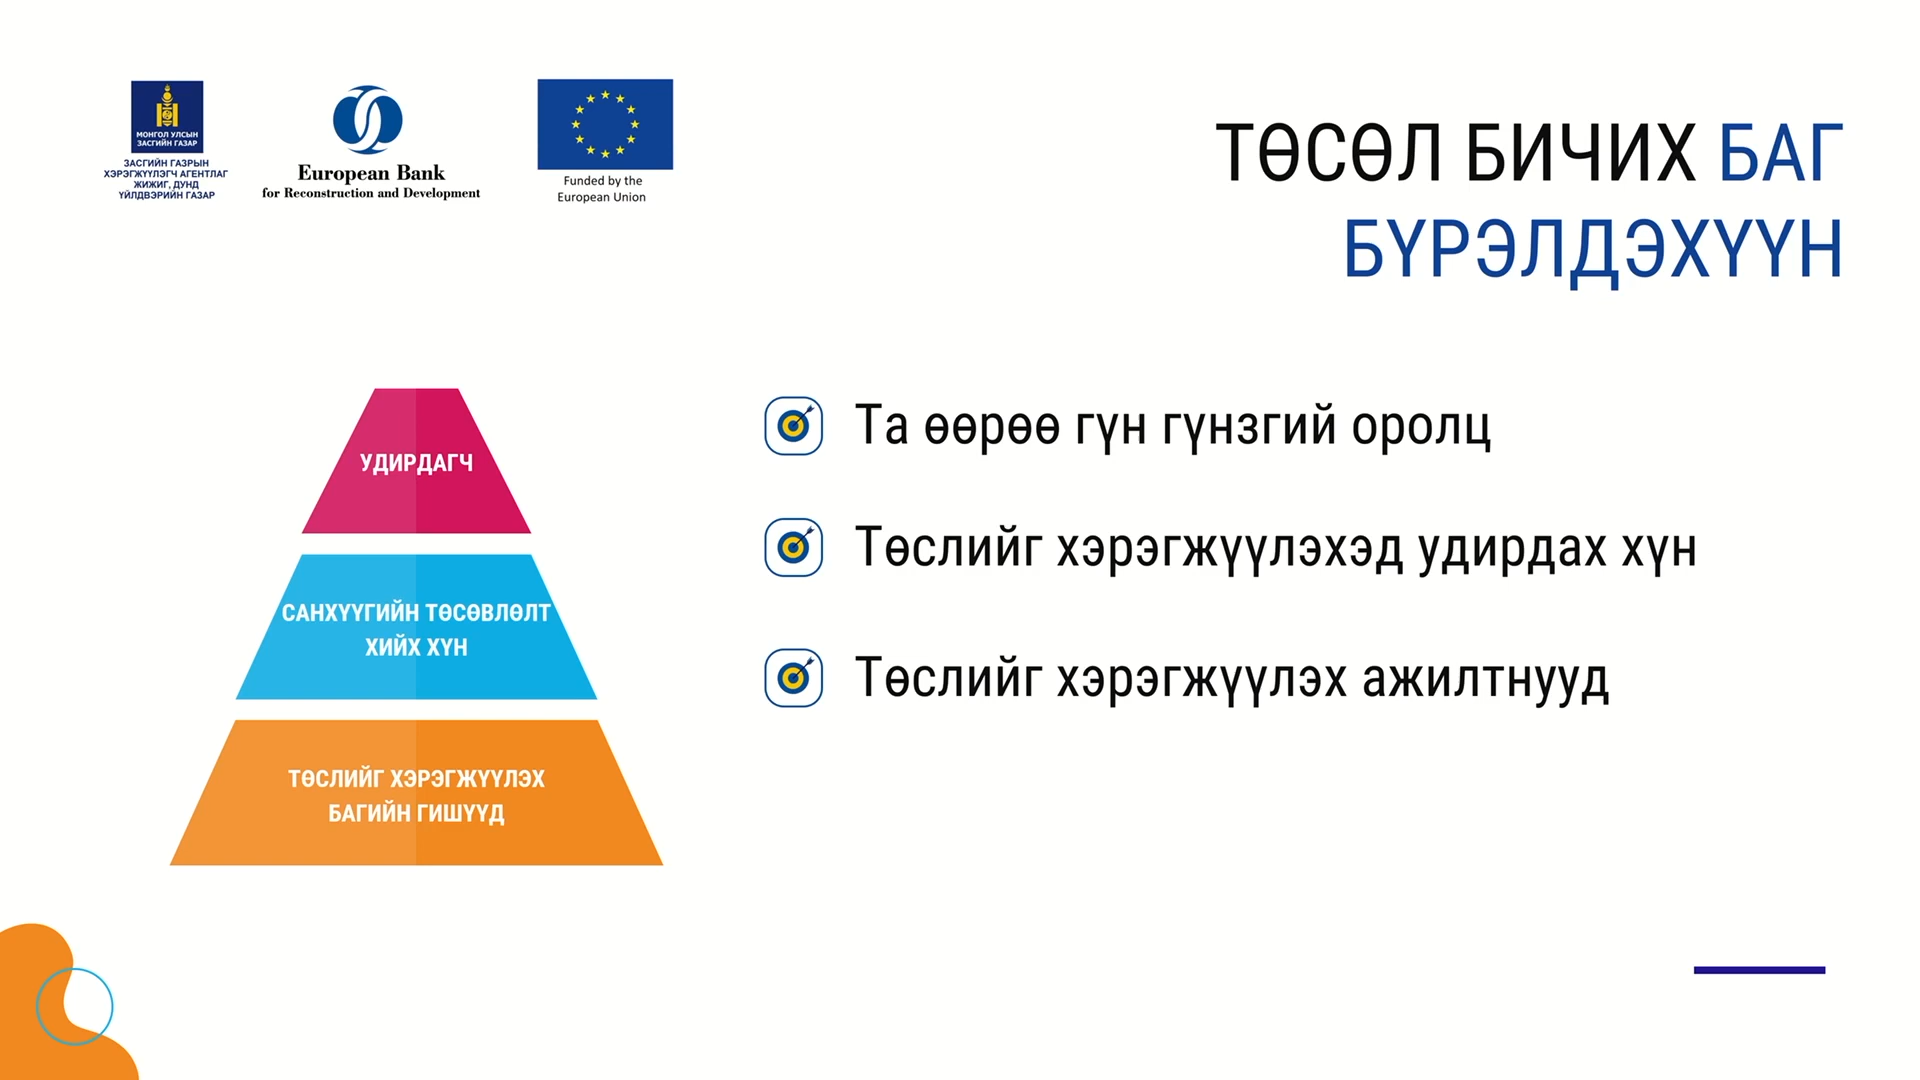 МОНГОЛ УЛСЫН
ЗАСГИЙН ГАЗАР
ЗАСГИЙН ГАЗРЫН
ХЭРЭГЖҮҮЛЭГЧ АГЕНТЛАГ
ЖИЖИГ, ДУНД
ҮЙЛДВЭРИЙН ГАЗАР
European Bank
for Reconstruction and Development
Funded by the
European Union
ТӨСӨЛ БИЧИХ БАГ
БҮРЭЛДЭХҮҮН
УДИРДАГЧ
САНХҮҮГИЙН ТӨСӨВЛӨЛТ
ХИЙХ ХҮН
ТӨСЛИЙГ ХЭРЭГЖҮҮЛЭХ
БАГИЙН ГИШҮҮД
Та өөрөө гүн гүнзгий оролц
Төслийг хэрэгжүүлэхэд удирдах хүн
Төслийг хэрэгжүүлэх ажилтнууд